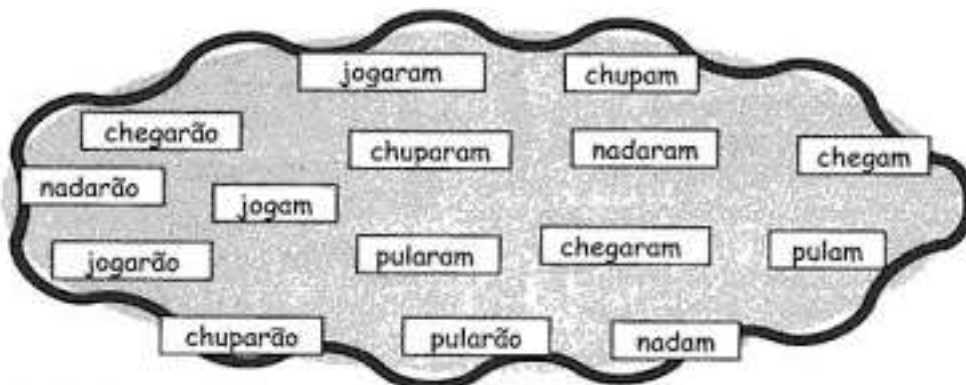 jogaram
chupam
chegarão
chuparam
nadaram
chegam
nadarão
jogam
jogarão
pularam
chegaram
pulam
chuparão
pularão
nadam